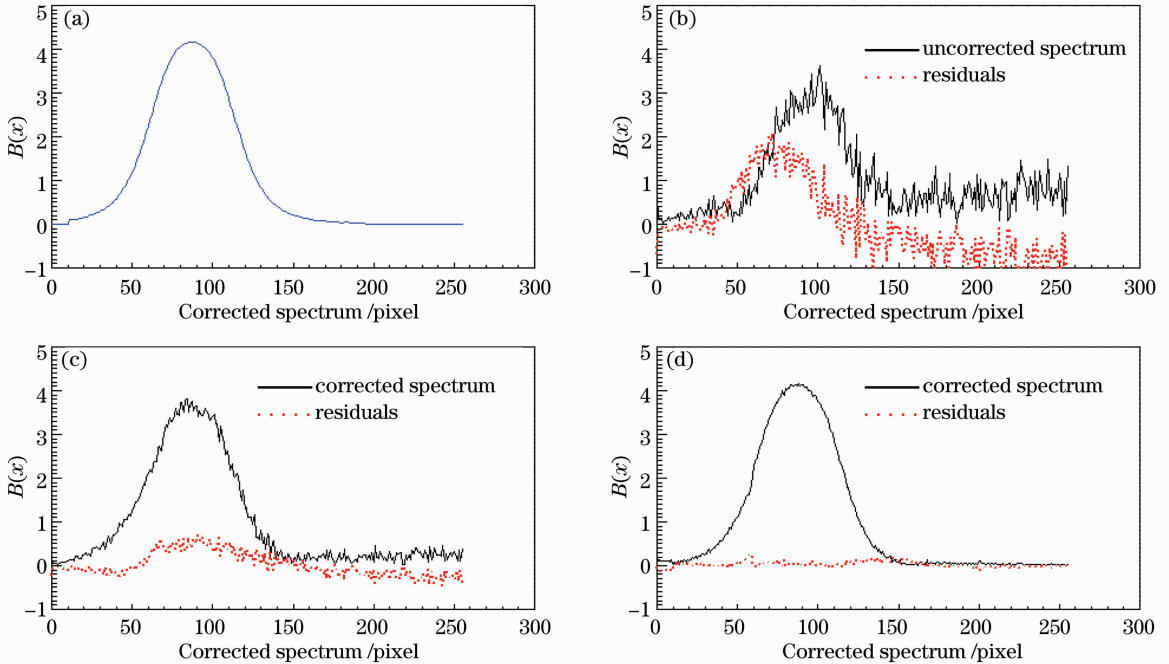 (a)
5
4
3
2
1
0
−1
B(x)
0 50 100 150 200 250 300
Corrected spectrum /pixel
(b)
uncorrected spectrum
residuals
5
4
3
2
1
0
−1
B(x)
0 50 100 150 200 250 300
Corrected spectrum /pixel
(c)
corrected spectrum
residuals
5
4
3
2
1
0
−1
B(x)
0 50 100 150 200 250 300
Corrected spectrum /pixel
(d)
corrected spectrum
residuals
5
4
3
2
1
0
−1
B(x)
0 50 100 150 200 250 300
Corrected spectrum /pixel